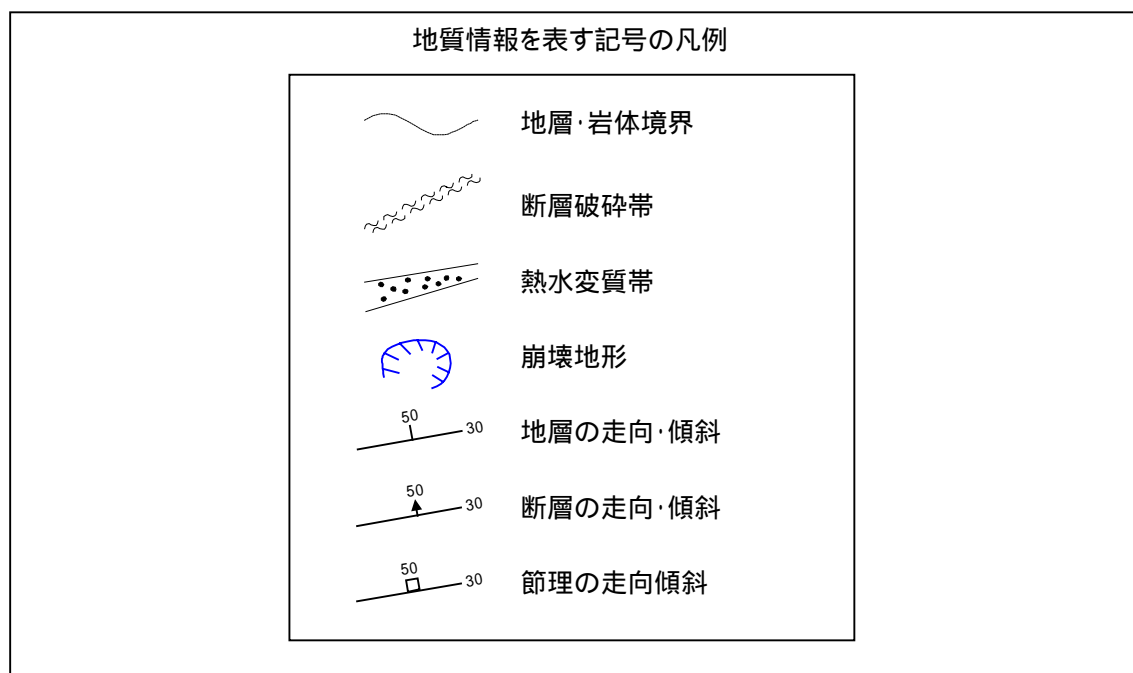 地質情報を表す記号の凡例
地層･岩体境界
断層破砕帯
熱水変質帯
崩壊地形
50
30
地層の走向･傾斜
50
30
断層の走向･傾斜
50
30
節理の走向傾斜